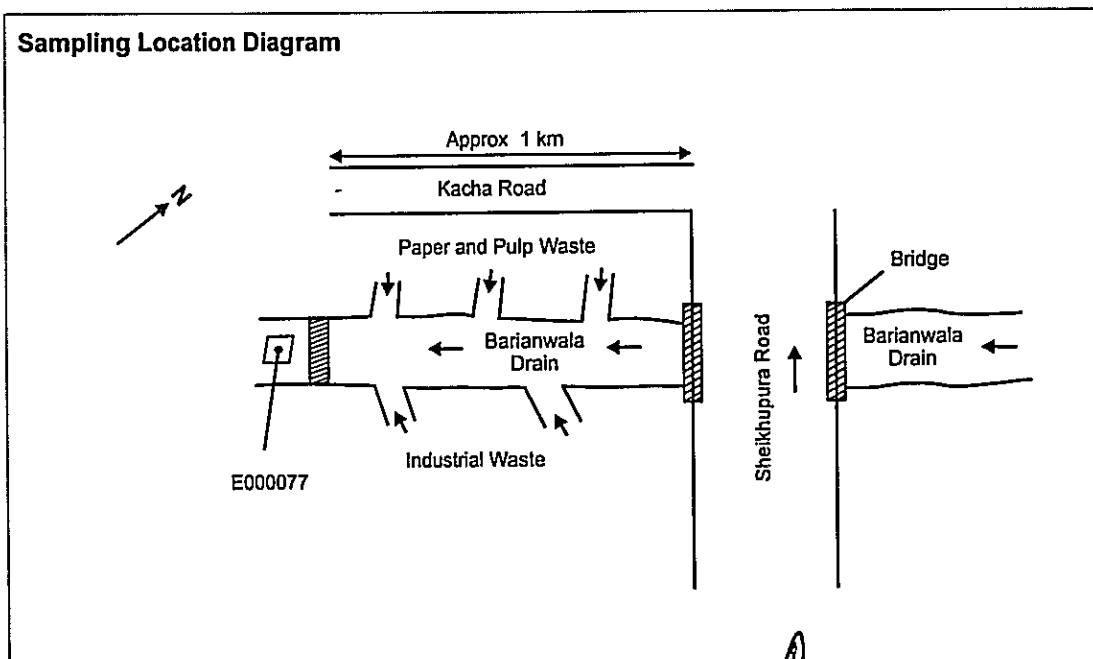 Sampling Location Diagram
Approx 1 km
Kacha Road
N
Paper and Pulp Waste
Bridge
Barianwala
Drain
Barianwala
Drain
Sheikhupura Road
Industrial Waste
E000077